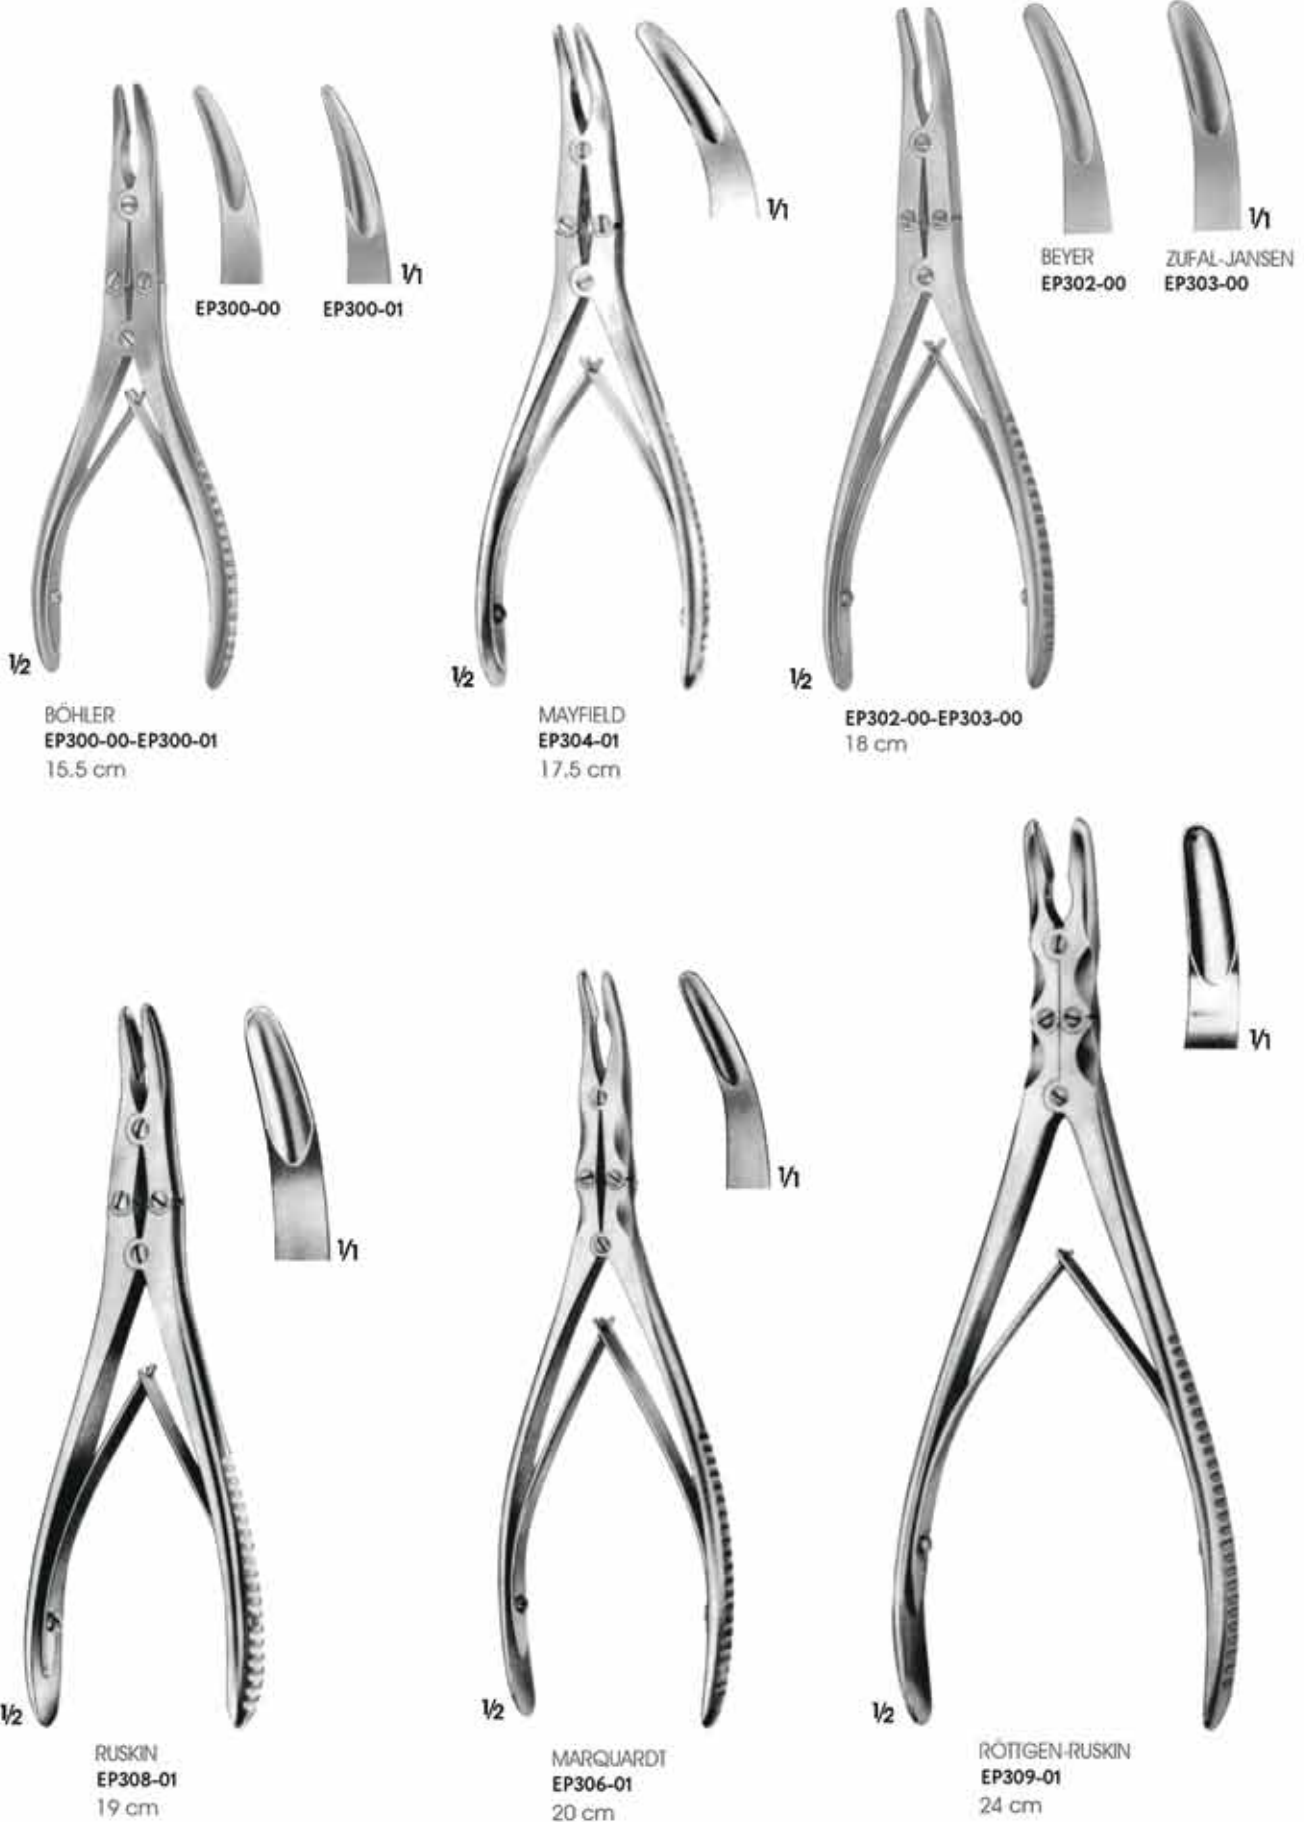 EP300-00
EP300-01
1/1
1/2
BÖHLER
EP300-00-EP300-01
15.5 cm
1/1
1/2
MAYFIELD
EP304-01
17.5 cm
1/1
BEYER
EP302-00
ZUFAL-JANSEN
EP303-00
1/2
EP302-00-EP303-00
18 cm
1/1
1/2
RUSKIN
EP308-01
19 cm
1/1
1/2
MARQUARDT
EP306-01
20 cm
1/1
1/2
RÖTTGEN-RUSKIN
EP309-01
24 cm